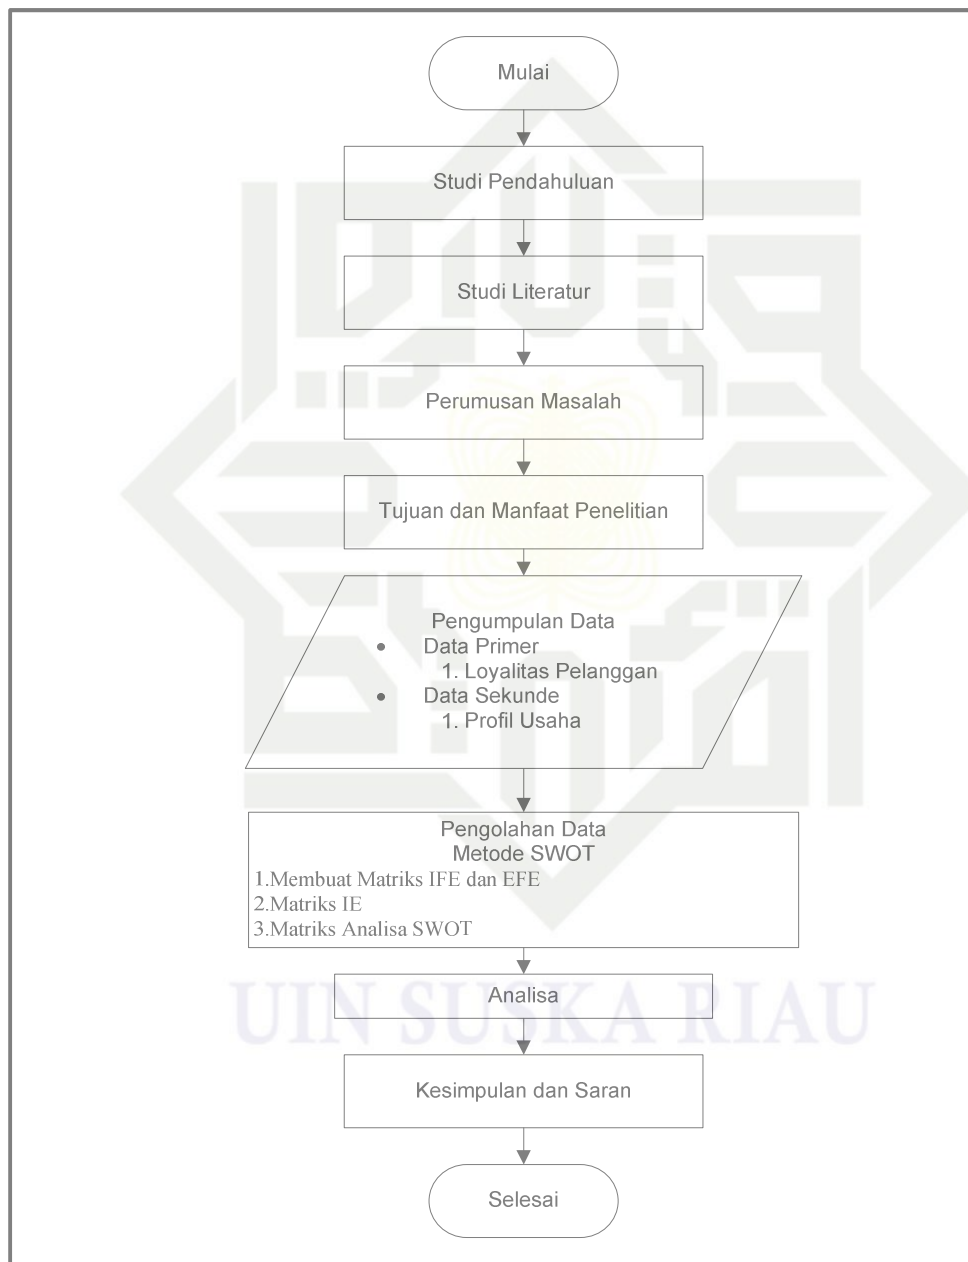 Mulai
Studi Pendahuluan
Studi Literatur
Perumusan Masalah
Tujuan dan Manfaat Penelitian
Pengumpulan Data
• Data Primer
1. Loyalitas Pelanggan
• Data Sekunde
1. Profil Usaha
Pengolahan Data
Metode SWOT
1.Membuat Matriks IFE dan EFE
2.Matriks IE
3.Matriks Analisa SWOT
Analisa
UIN SUSKA RIAU
Kesimpulan dan Saran
Selesai